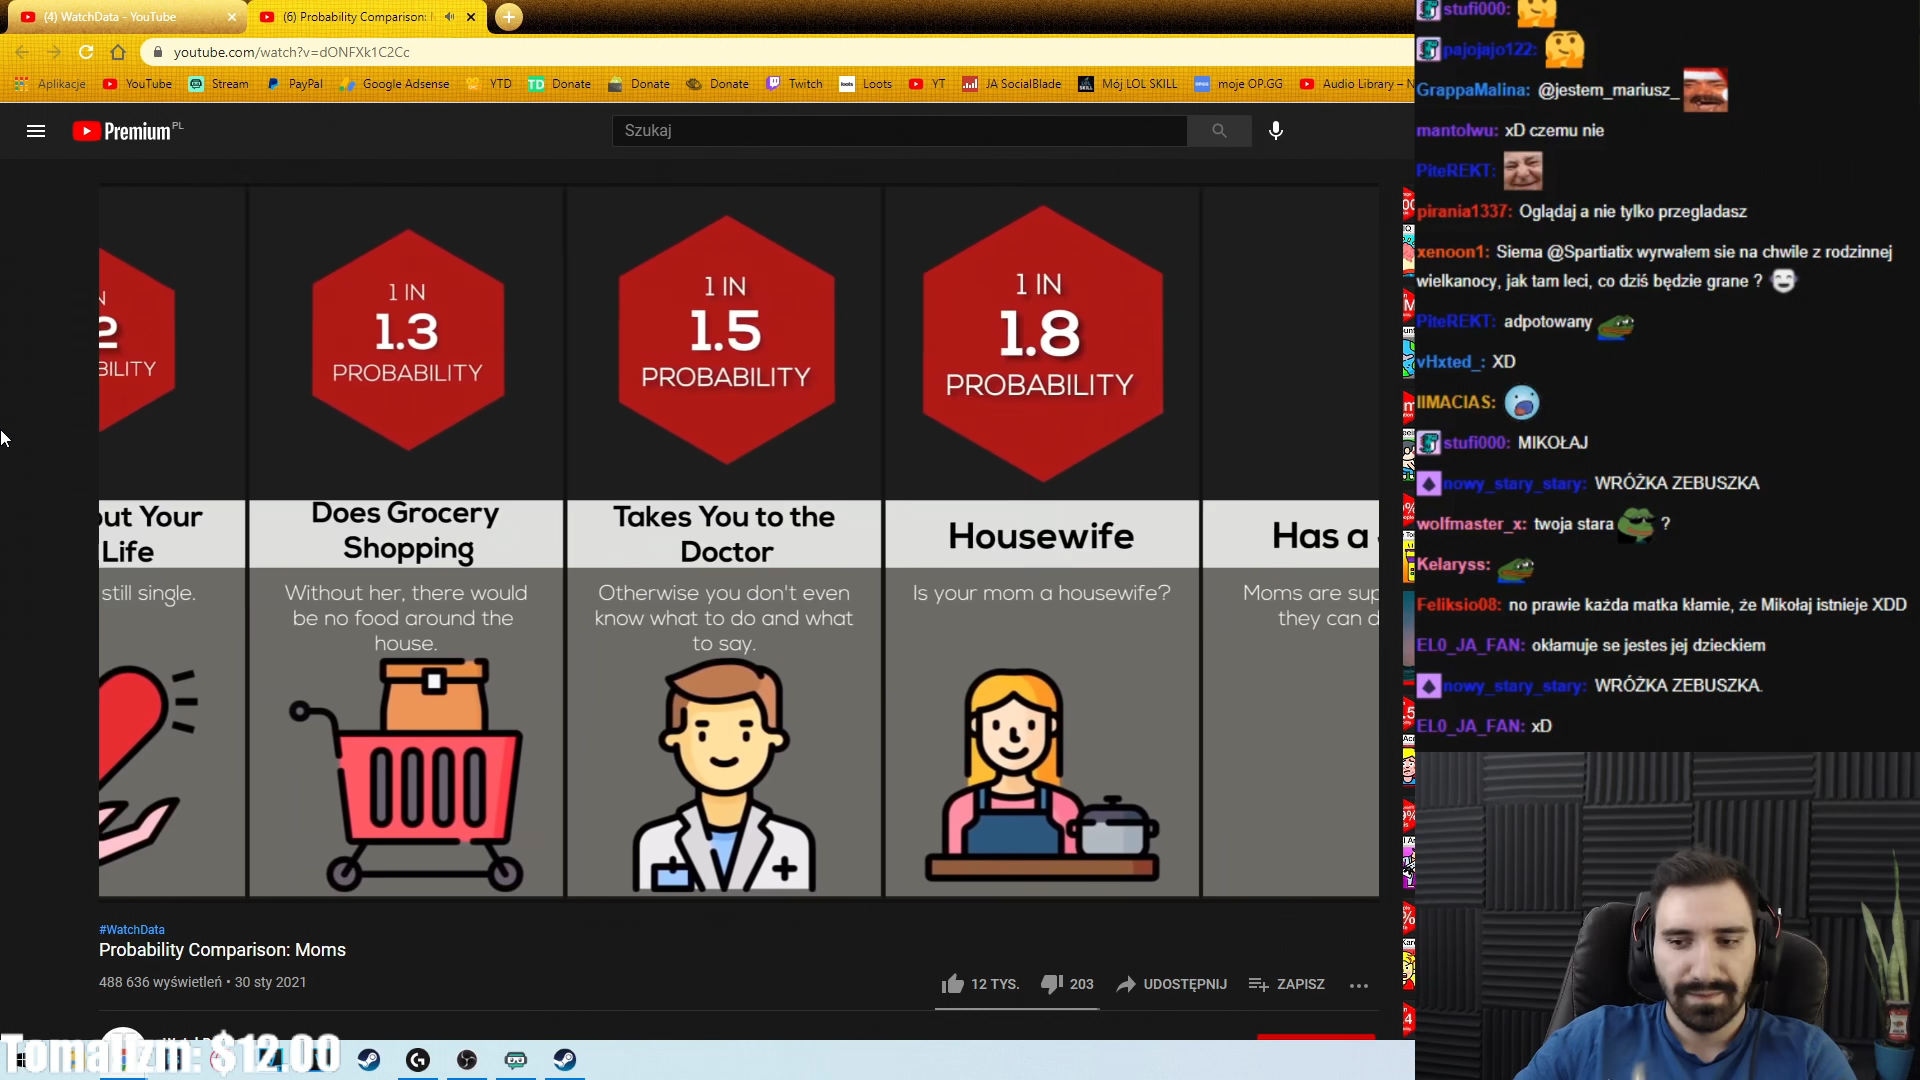 (4) WatchData - YouTube
(6) Probability Comparison:
youtube.com/watch?v=dONFXk1C2Cc
Aplikacje
YouTube
Stream
PayPal
Google Adsense
YTD
TD
Donate
Donate
Donate
Twitch
Loots
YT
JA SocialBlade
Mój LOL SKILL
moje OP.GG
Audio Library – N
Premium PL
Szukaj
1 IN
1.3
PROBABILITY
1 IN
1.5
PROBABILITY
1 IN
1.8
PROBABILITY
BILITY
out Your
Life
Does Grocery
Shopping
Takes You to the
Doctor
Housewife
Has a
still single.
Without her, there would
be no food around the
house.
Otherwise you don't even
know what to do and what
to say.
Is your mom a housewife?
Moms are sup
they can d
#WatchData
Probability Comparison: Moms
488 636 wyświetleń • 30 sty 2021
12 TYS.
203
UDOSTĘPNIJ
ZAPISZ
Tomallzm: $12.00
stufi000:
pajojajo122:
GrappaMalina: @jestem_mariusz_
mantolwu: xD czemu nie
PiteREKT:
pirania1337: Oglądaj a nie tylko przegladasz
xenoon1: Siema @Spartiatix wyrwałem sie na chwile z rodzinnej
wielkanocy, jak tam leci, co dziś będzie grane ?
PiteREKT: adpotowany
vHxted_: XD
IIMACIAS:
stufi000: MIKOŁAJ
nowy_stary_stary: WRÓŻKA ZEBUSZKA
wolfmaster_x: twoja stara ?
Kelaryss:
Feliksio08: no prawie każda matka kłamie, że Mikołaj istnieje XDD
EL0_JA_FAN: okłamuje se jestes jej dzieckiem
nowy_stary_stary: WRÓŻKA ZEBUSZKA.
EL0_JA_FAN: xD